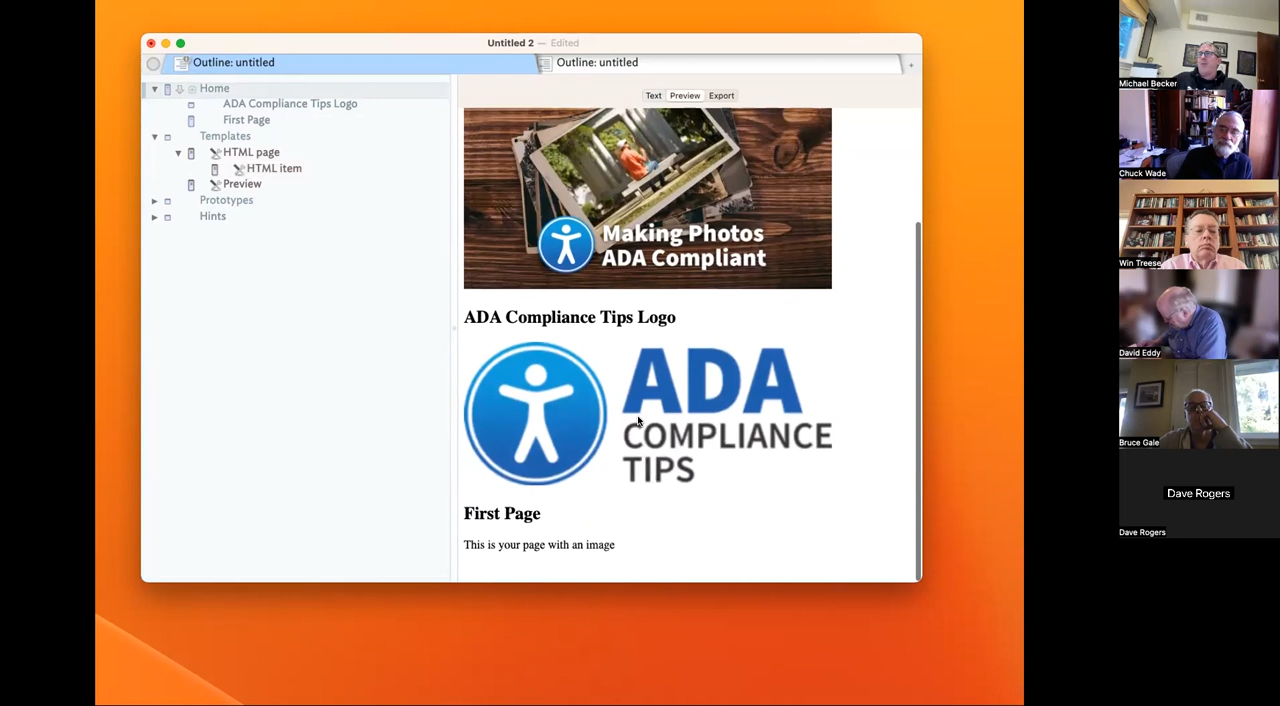 Untitled 2 — Edited
Outline: untitled
Outline: untitled
+
Home
ADA Compliance Tips Logo
First Page
Templates
HTML page
HTML item
Preview
Prototypes
Hints
Text Preview Export
Making Photos
ADA Compliant
ADA Compliance Tips Logo
ADA
COMPLIANCE
TIPS
First Page
This is your page with an image
Michael Becker
Chuck Wade
Win Treese
David Eddy
Bruce Gale
Dave Rogers
Dave Rogers